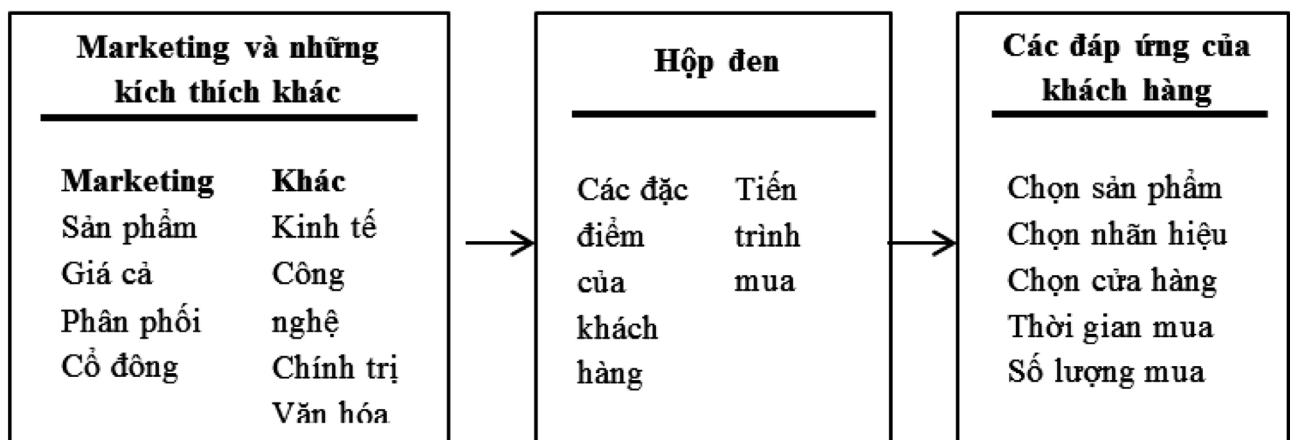 Marketing và những
kích thích khác
Marketing Khác
Sản phẩm Kinh tế
Giá cả Công
Phân phối nghệ
Cổ đông Chính trị
Văn hóa
Hộp đen
Các đặc Tiến
điểm trình
của mua
khách
hàng
Các đáp ứng của
khách hàng
Chọn sản phẩm
Chọn nhãn hiệu
Chọn cửa hàng
Thời gian mua
Số lượng mua